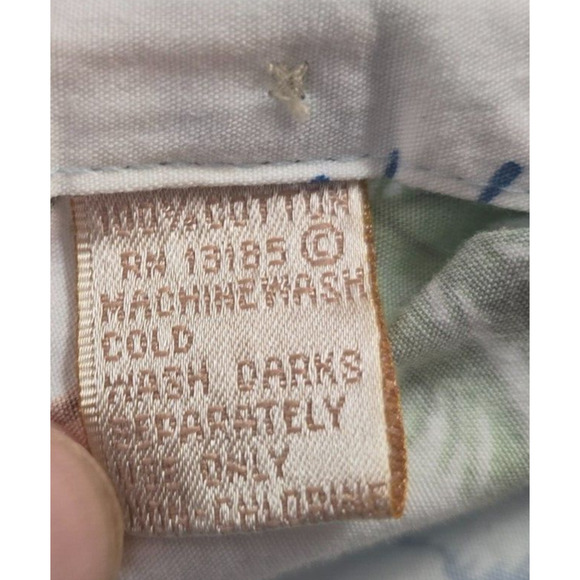 100% COTTON
RN 13185 ©
MACHINE WASH
COLD
WASH DARKS
SEPARATELY
USE ONLY
NON CHLORINE